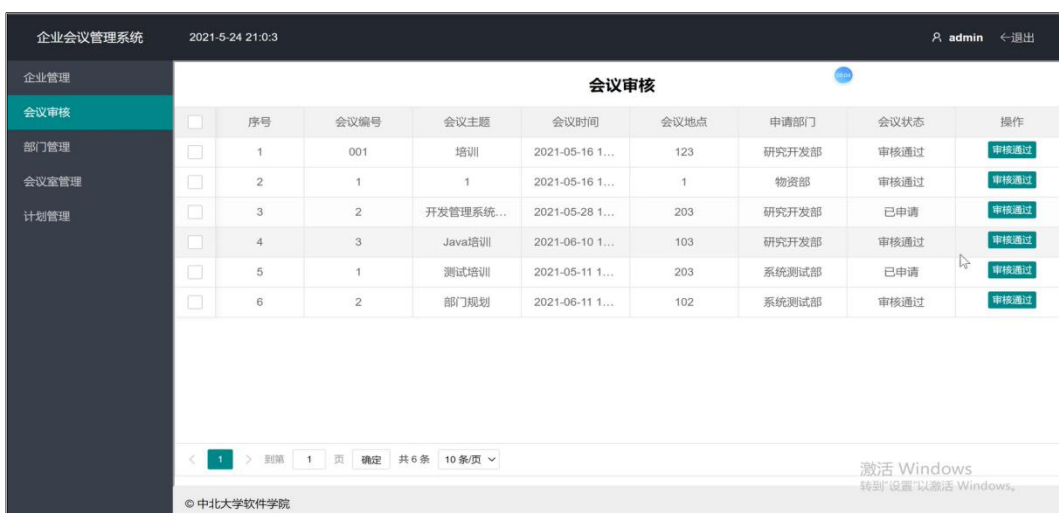 企业会议管理系统 2021-5-24 21:0:3 admin ←退出
企业管理
会议审核
会议审核
部门管理
会议室管理
计划管理
序号 会议编号 会议主题 会议时间 会议地点 申请部门 会议状态 操作
1 001 培训 2021-05-16 1... 123 研究开发部 审核通过 审核通过
2 1 1 2021-05-16 1... 1 物资部 审核通过 审核通过
3 2 开发管理系统... 2021-05-28 1... 203 研究开发部 已申请 审核通过
4 3 Java培训 2021-06-10 1... 103 研究开发部 审核通过 审核通过
5 1 测试培训 2021-05-11 1... 203 系统测试部 已申请 审核通过
6 2 部门规划 2021-06-11 1... 102 系统测试部 审核通过 审核通过
< 1 > 到第 1 页 确定 共 6 条 10 条/页
激活 Windows
转到"设置"以激活 Windows。
© 中北大学软件学院